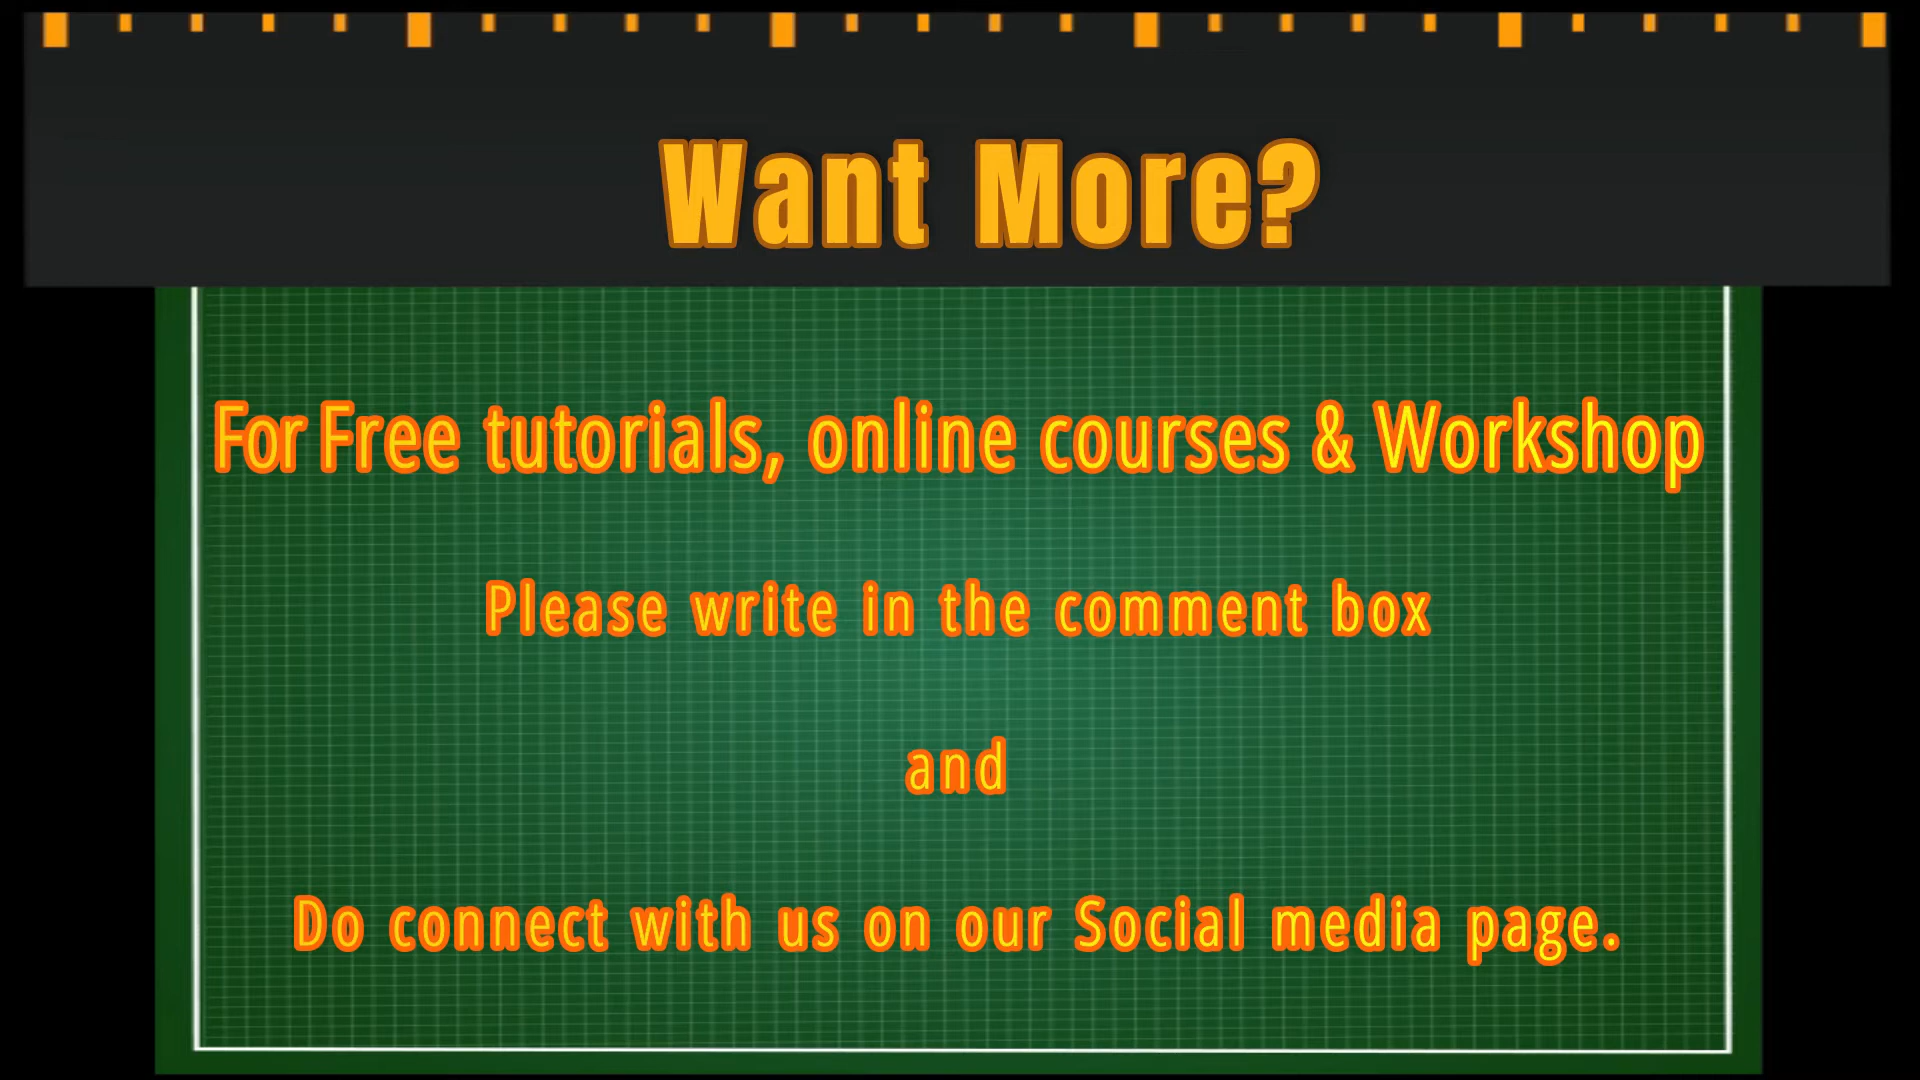 Want More?
For Free tutorials, online courses & Workshop
Please write in the comment box
and
Do connect with us on our Social media page.